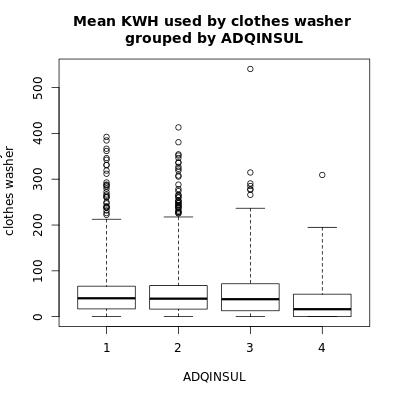 Mean KWH used by clothes washer
grouped by ADQINSUL
clothes washer
500
400
300
200
100
0
1 2 3 4
ADQINSUL